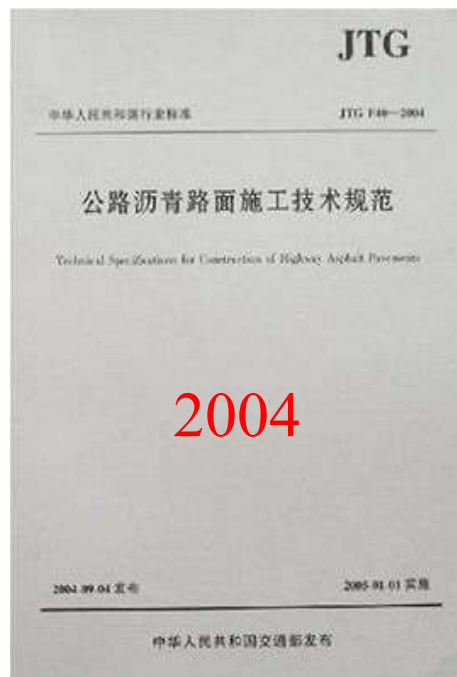 JTG
中华人民共和国行业标准
JTG F40—2004
公路沥青路面施工技术规范
Technical Specifications for Construction of Highway Asphalt Pavements
2004
2004-09-04 发布
2005-01-01 实施
中华人民共和国交通部发布